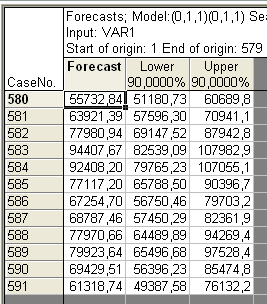 Forecasts; Model:(0,1,1)(0,1,1) Se
Input: VAR1
Start of origin: 1 End of origin: 579
Forecast Lower Upper
CaseNo. 90,0000% 90,0000%
580 55732,84 51180,73 60689,8
581 63921,39 57596,30 70941,1
582 77980,94 69147,52 87942,8
583 94407,67 82539,09 107982,9
584 92408,20 79765,23 107055,1
585 77117,20 65788,50 90396,7
586 67254,70 56750,46 79703,2
587 68787,46 57450,29 82361,9
588 77970,66 64489,89 94269,4
589 79923,64 65496,68 97528,4
590 69429,51 56396,23 85474,8
591 61318,74 49387,58 76132,2